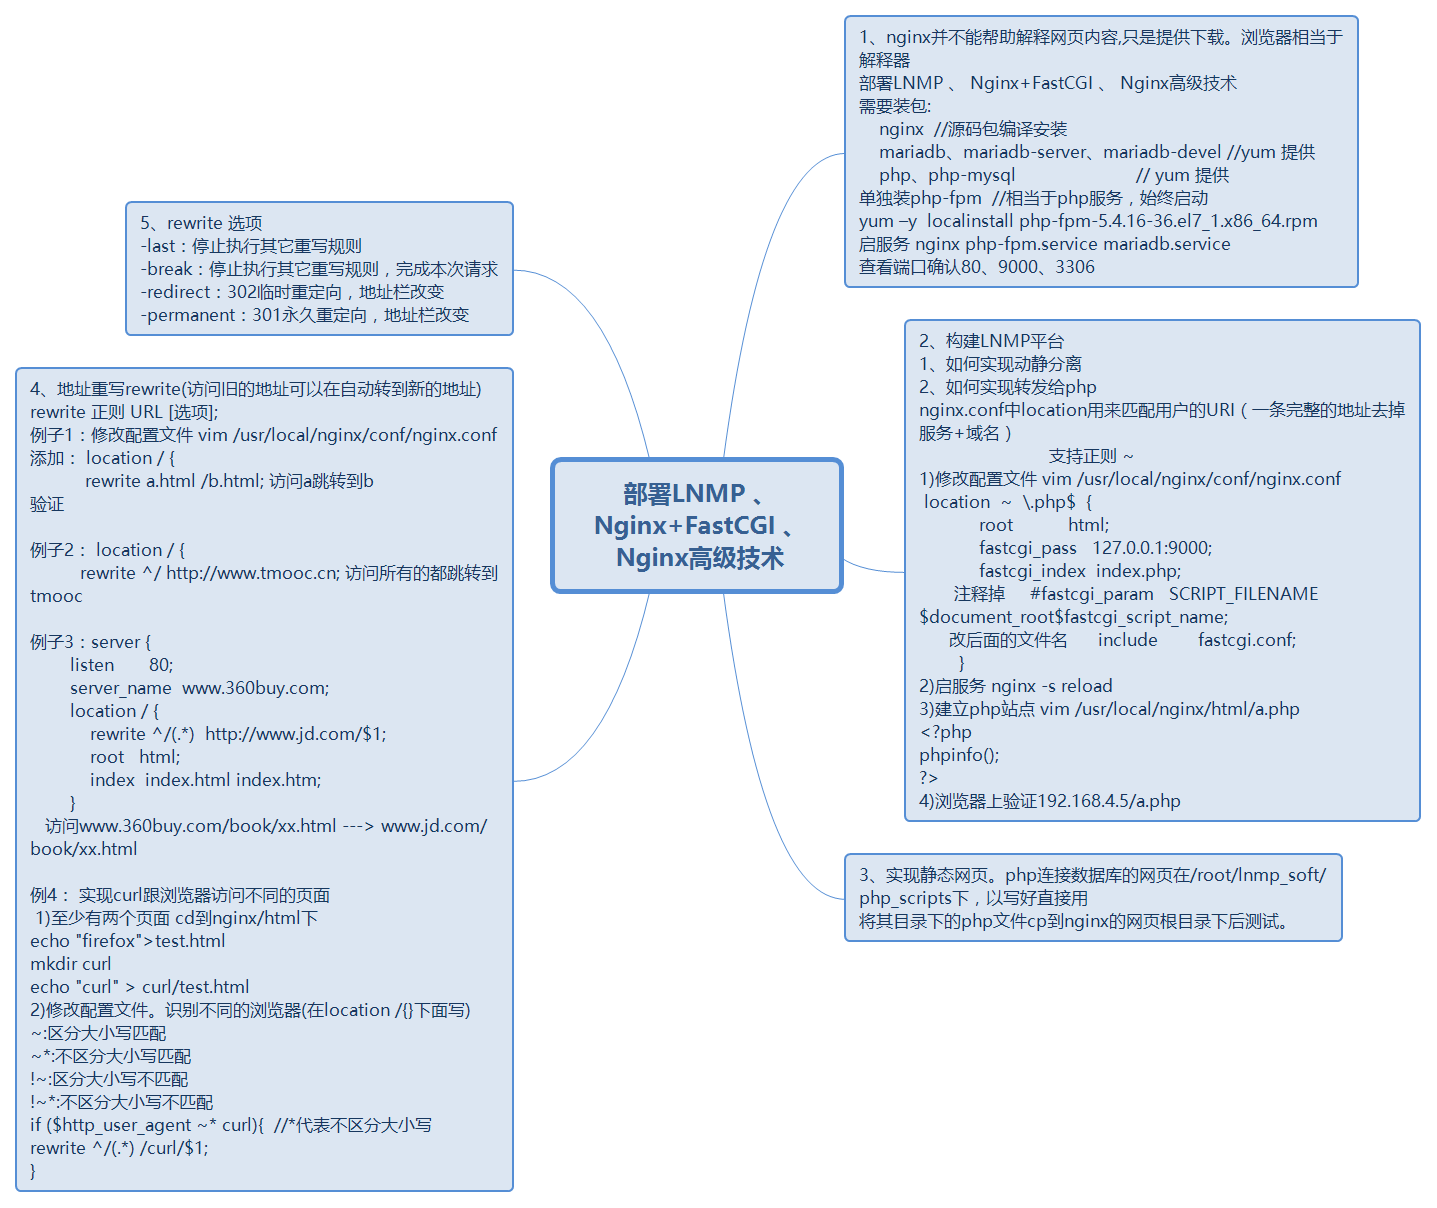 部署LNMP 、
Nginx+FastCGI 、
Nginx高级技术
1、nginx并不能帮助解释网页内容,只是提供下载。浏览器相当于
解释器
部署LNMP 、 Nginx+FastCGI 、 Nginx高级技术
需要装包:
nginx  //源码包编译安装
mariadb、mariadb-server、mariadb-devel //yum 提供
php、php-mysql                        // yum 提供
单独装php-fpm  //相当于php服务，始终启动
yum –y  localinstall php-fpm-5.4.16-36.el7_1.x86_64.rpm
启服务 nginx php-fpm.service mariadb.service
查看端口确认80、9000、3306
2、构建LNMP平台
1、如何实现动静分离
2、如何实现转发给php
nginx.conf中location用来匹配用户的URI（一条完整的地址去掉
服务+域名）
支持正则 ~
1)修改配置文件 vim /usr/local/nginx/conf/nginx.conf
location  ~  \.php$  {
root           html;
fastcgi_pass   127.0.0.1:9000;
fastcgi_index  index.php;
注释掉     #fastcgi_param   SCRIPT_FILENAME
$document_root$fastcgi_script_name;
改后面的文件名      include        fastcgi.conf;
}
2)启服务 nginx -s reload
3)建立php站点 vim /usr/local/nginx/html/a.php
<?php
phpinfo();
?>
4)浏览器上验证192.168.4.5/a.php
3、实现静态网页。php连接数据库的网页在/root/lnmp_soft/
php_scripts下，以写好直接用
将其目录下的php文件cp到nginx的网页根目录下后测试。
4、地址重写rewrite(访问旧的地址可以在自动转到新的地址)
rewrite 正则 URL [选项];
例子1：修改配置文件 vim /usr/local/nginx/conf/nginx.conf
添加： location / {
rewrite a.html /b.html; 访问a跳转到b
验证
例子2： location / {
rewrite ^/ http://www.tmooc.cn; 访问所有的都跳转到
tmooc
例子3：server {
listen       80;
server_name  www.360buy.com;
location / {
rewrite ^/(.*)  http://www.jd.com/$1;
root   html;
index  index.html index.htm;
}
访问www.360buy.com/book/xx.html ---> www.jd.com/
book/xx.html
例4： 实现curl跟浏览器访问不同的页面
1)至少有两个页面 cd到nginx/html下
echo "firefox">test.html
mkdir curl
echo "curl" > curl/test.html
2)修改配置文件。识别不同的浏览器(在location /{}下面写)
~:区分大小写匹配
~*:不区分大小写匹配
!~:区分大小写不匹配
!~*:不区分大小写不匹配
if ($http_user_agent ~* curl){  //*代表不区分大小写
rewrite ^/(.*) /curl/$1;
}
5、rewrite 选项
-last：停止执行其它重写规则
-break：停止执行其它重写规则，完成本次请求
-redirect：302临时重定向，地址栏改变
-permanent：301永久重定向，地址栏改变